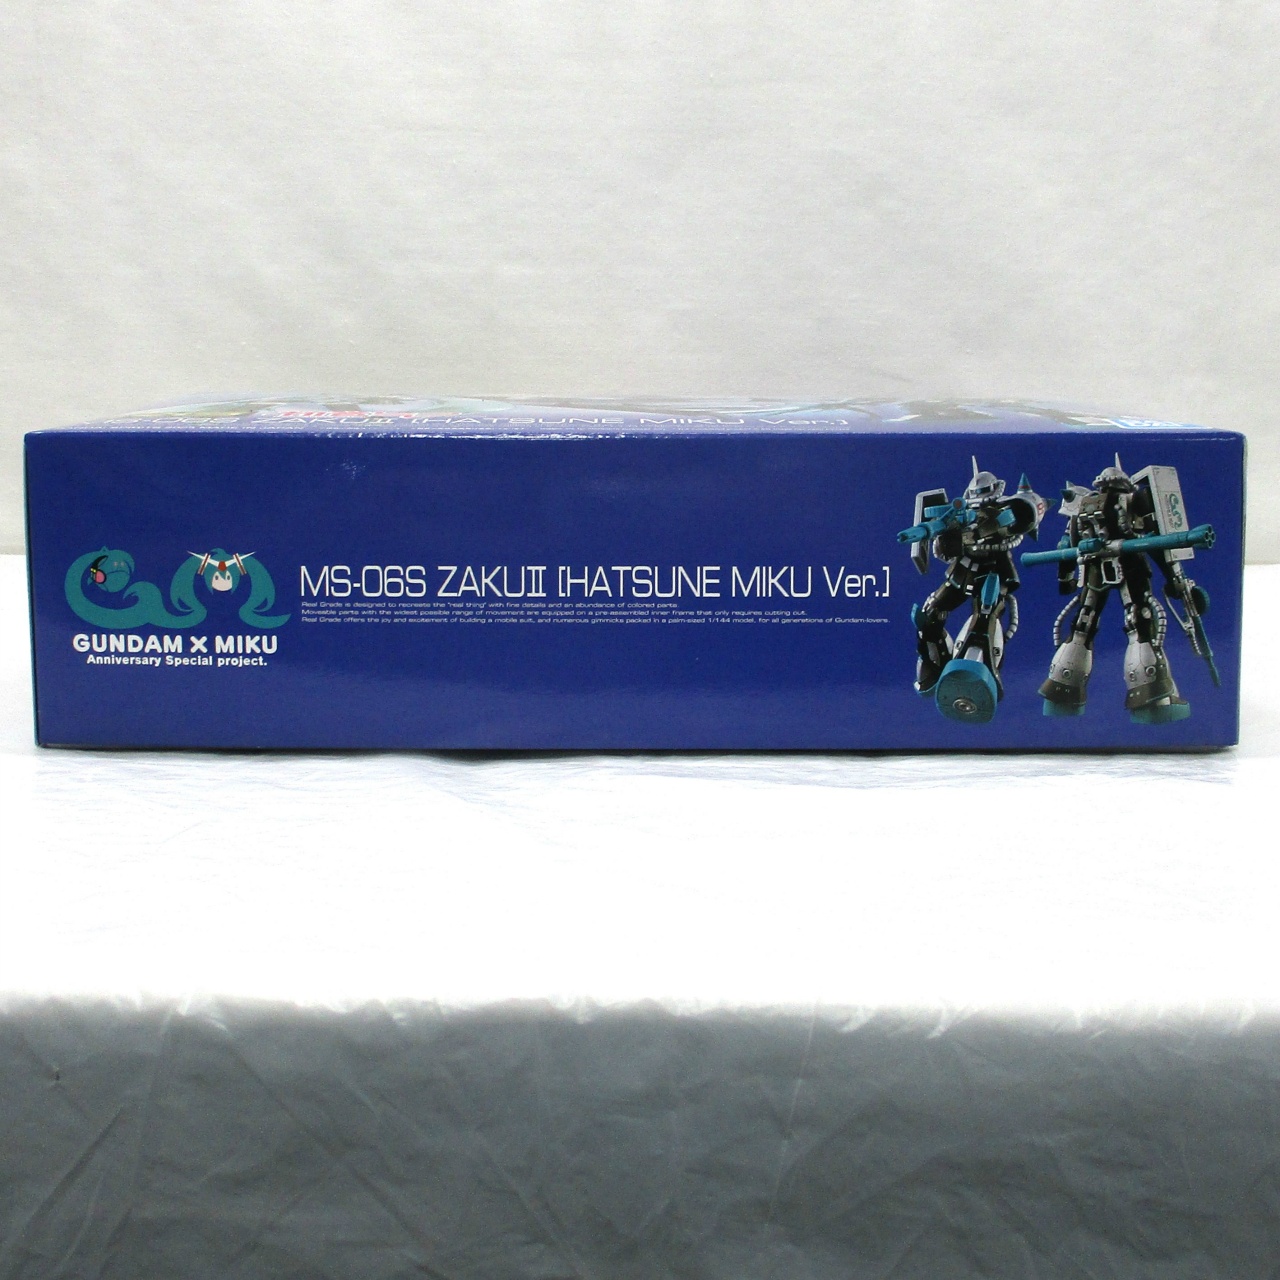 ZAKUII [HATSUNE MIKU Ver.]
MS-06S ZAKUII [HATSUNE MIKU Ver.]
Real Grade is designed to recreate the "real thing" with fine details and an abundance of colored parts.
Moveable parts with the widest possible range of movement are equipped on a pre-assembled inner frame that only requires cutting out.
Real Grade offers the joy and excitement of building a mobile suit, and numerous gimmicks packed in a palm-sized 1/144 model, for all generations of Gundam-lovers.
GUNDAM X MIKU
Anniversary Special project.